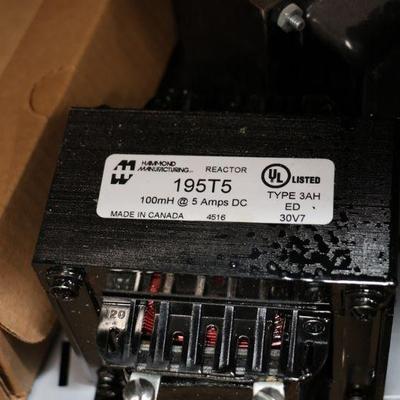 HAMMOND
MANUFACTURING
REACTOR
195T5
100mH @ 5 Amps DC
MADE IN CANADA
4516
UL LISTED
TYPE 3AH
ED
30V7
120